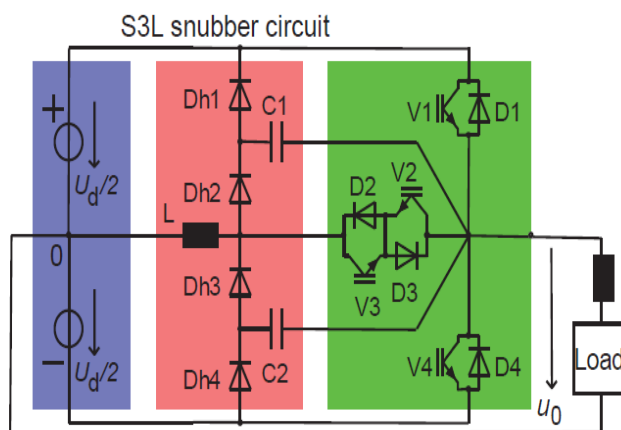 S3L snubber circuit
Dh1
C1
V1
D1
+
Ud/2
Dh2
D2
V2
L
0
Dh3
V3
D3
−
Ud/2
Dh4
C2
V4
D4
u0
Load